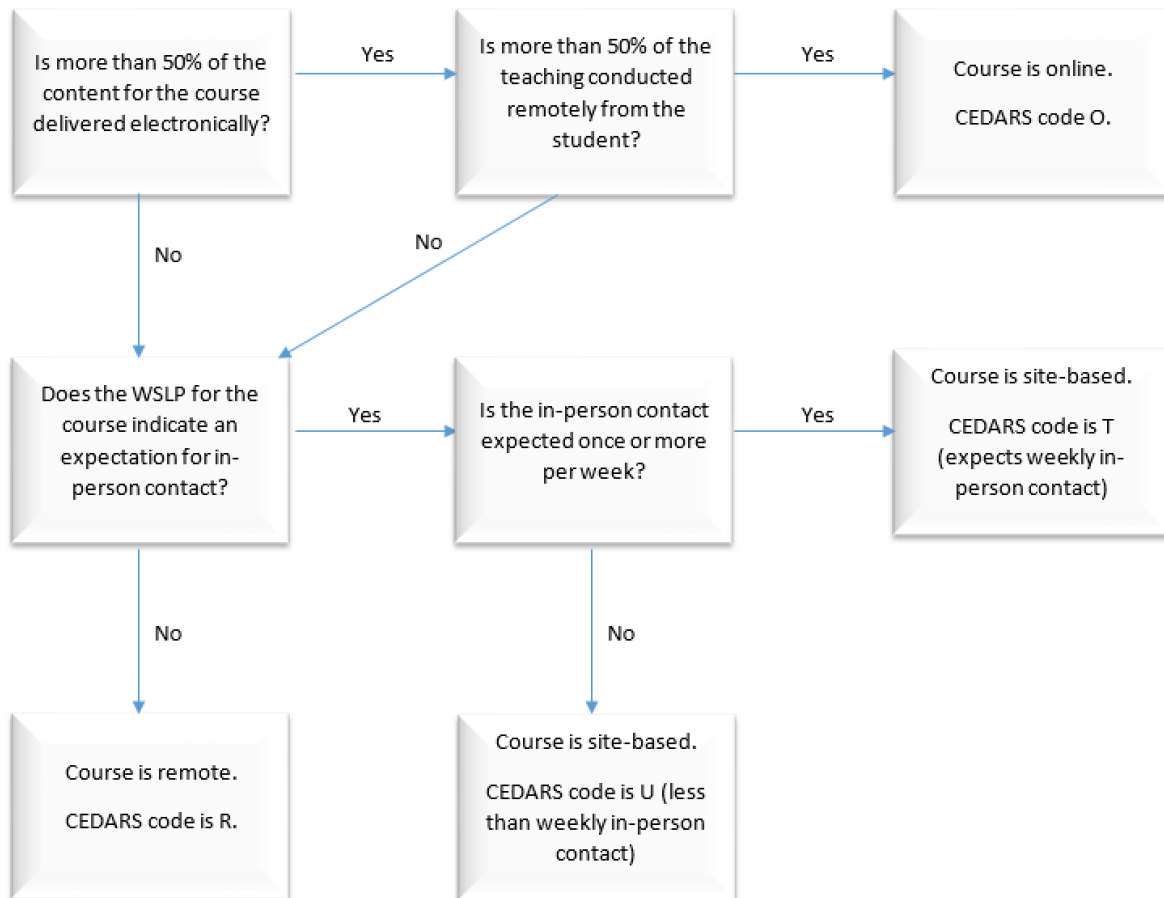 Is more than 50% of the
content for the course
delivered electronically?
Yes
Is more than 50% of the
teaching conducted
remotely from the
student?
Yes
Course is online.
CEDARS code O.
No
No
Does the WSLP for the
course indicate an
expectation for in-
person contact?
Yes
Is the in-person contact
expected once or more
per week?
Yes
Course is site-based.
CEDARS code is T
(expects weekly in-
person contact)
No
No
Course is remote.
CEDARS code is R.
Course is site-based.
CEDARS code is U (less
than weekly in-person
contact)